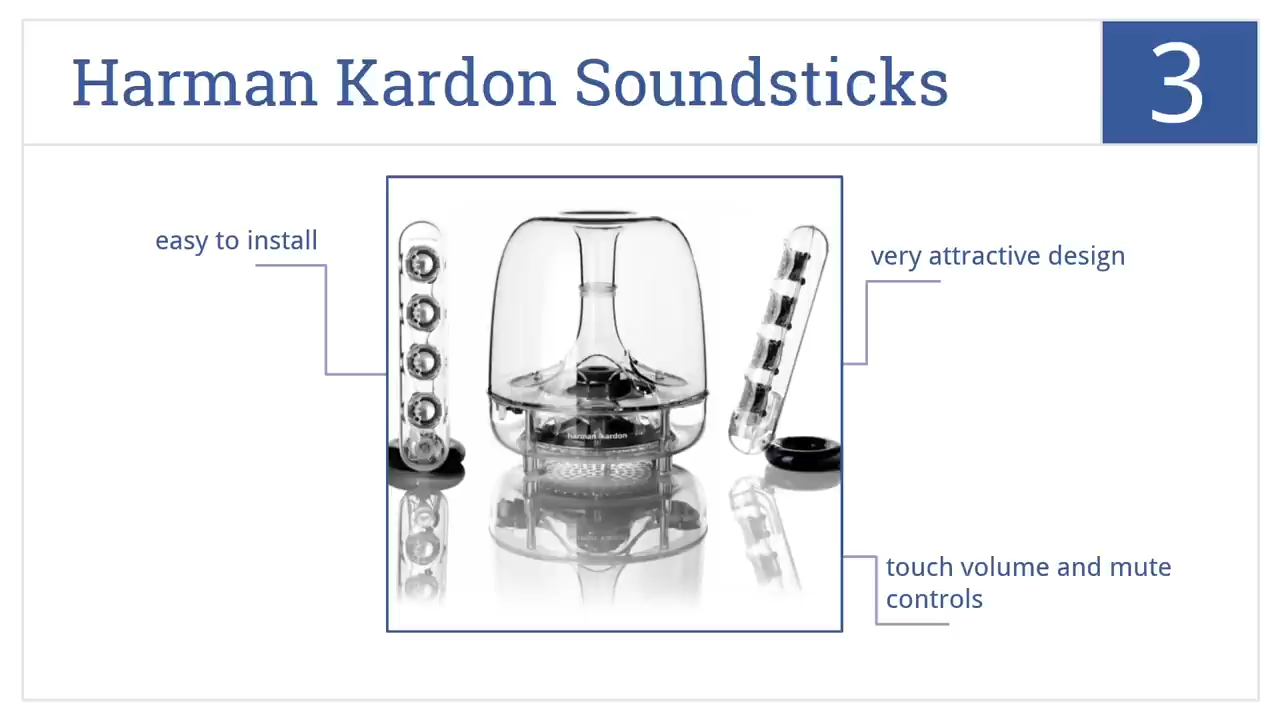 Harman Kardon Soundsticks
3
easy to install
very attractive design
harman kardon
touch volume and mute
controls